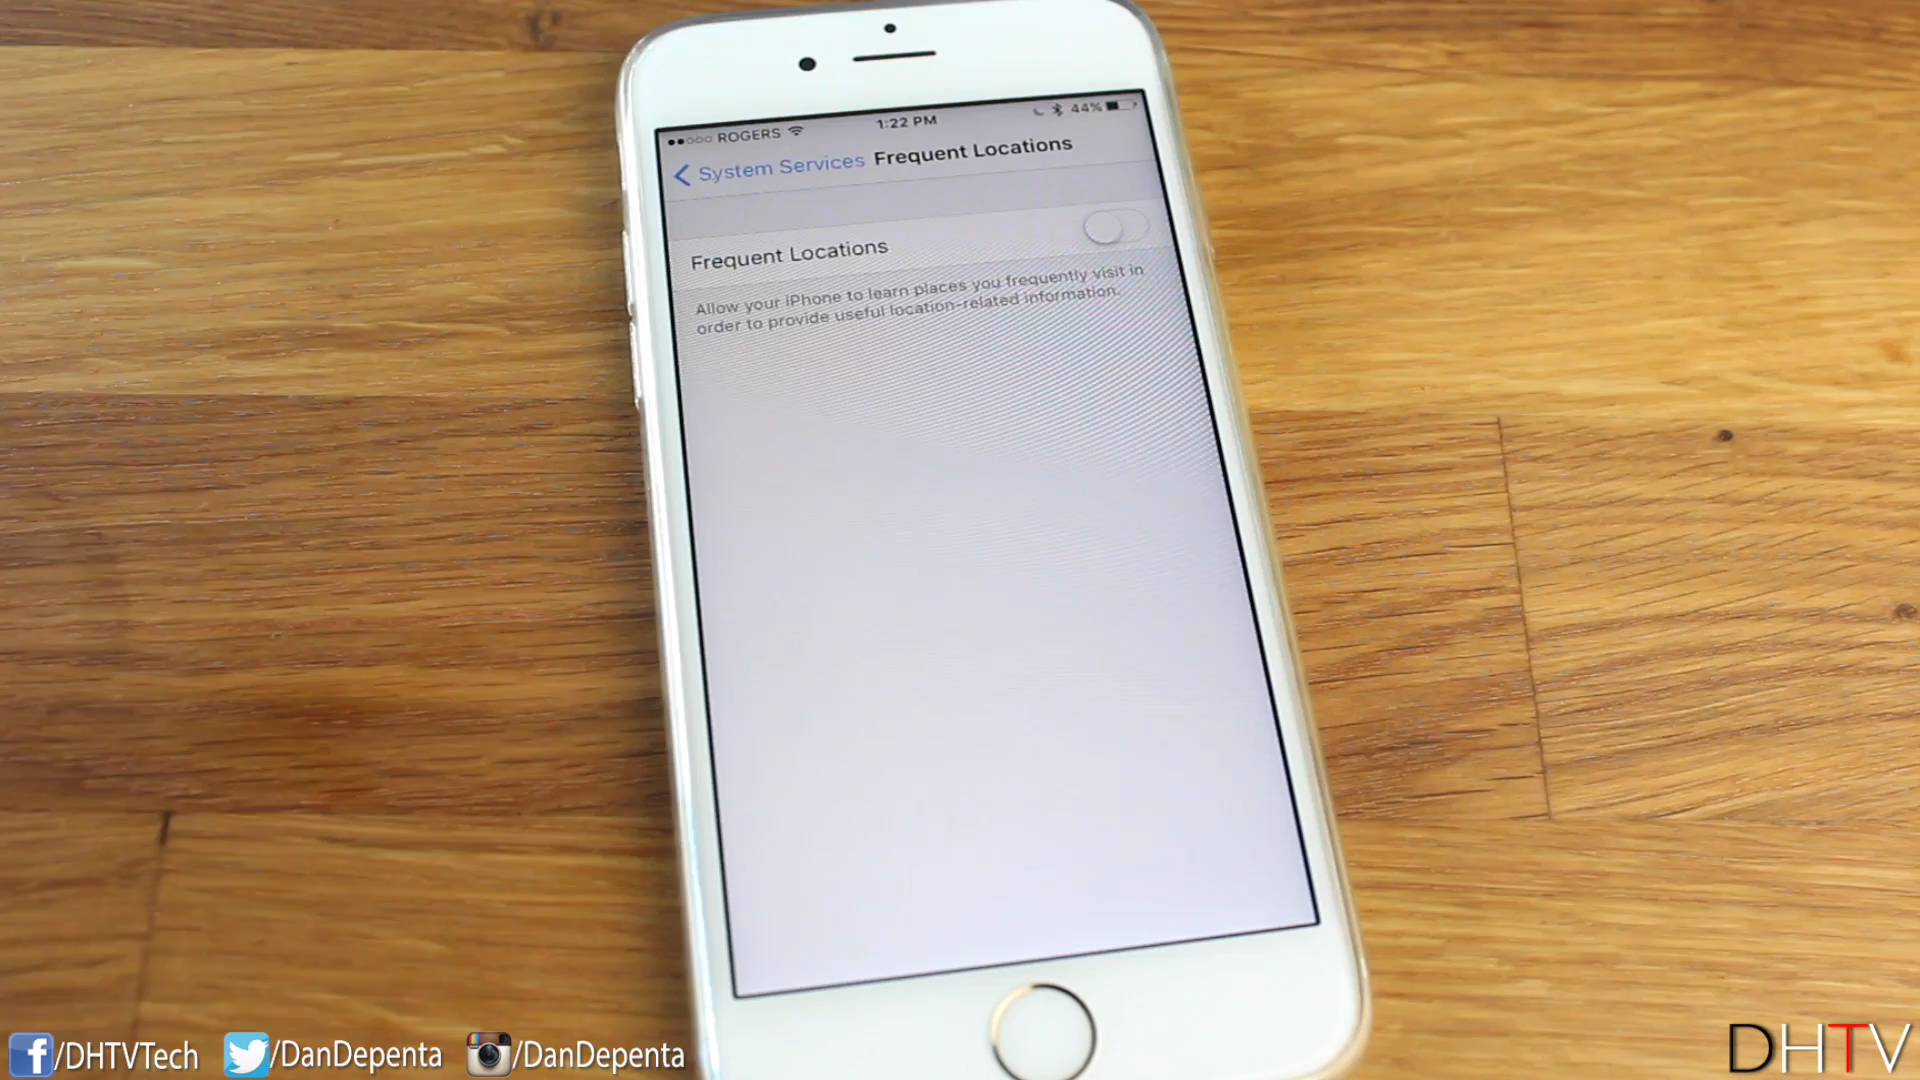 ROGERS 1:22 PM 44%
System Services Frequent Locations
Frequent Locations
Allow your iPhone to learn places you frequently visit in
order to provide useful location-related information.
/DHTVTech /DanDepenta /DanDepenta
DHTV